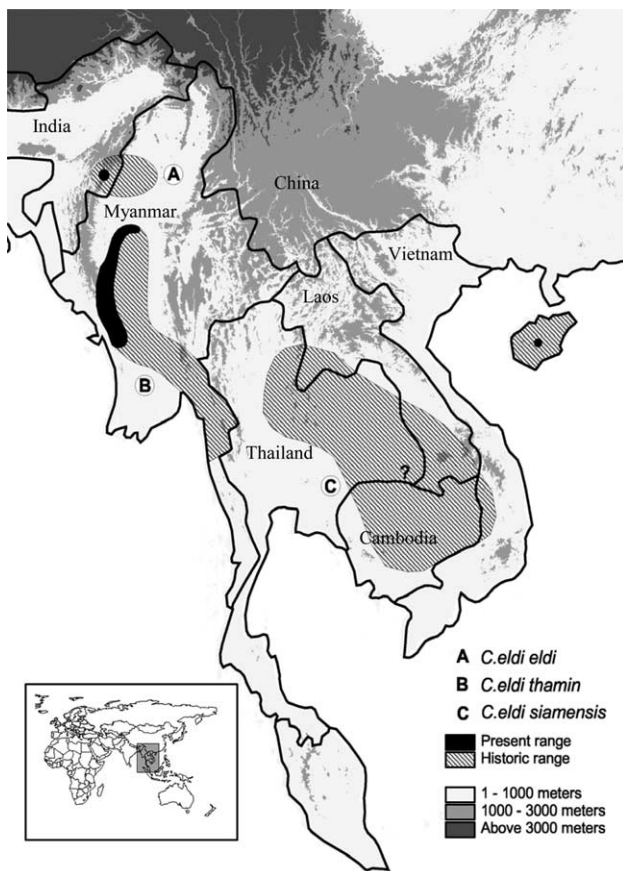 India
A
China
Myanmar
Vietnam
Laos
B
Thailand
?
C
Cambodia
A C.eldi eldi
B C.eldi thamin
C C.eldi siamensis
Present range
Historic range
1 - 1000 meters
1000 - 3000 meters
Above 3000 meters